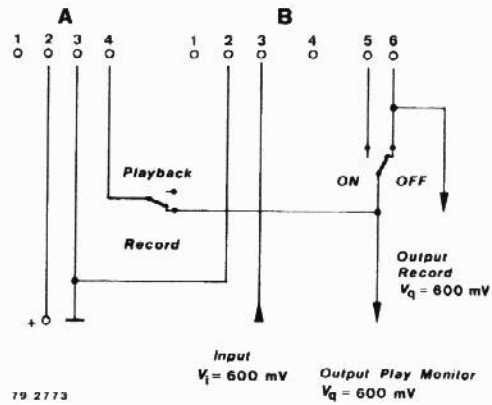 A B
1 2 3 4 1 2 3 4 5 6
Playback
ON OFF
Record
Output
Record
Vq = 600 mV
+
Input
Vi = 600 mV
Output Play Monitor
Vq = 600 mV
79 2773